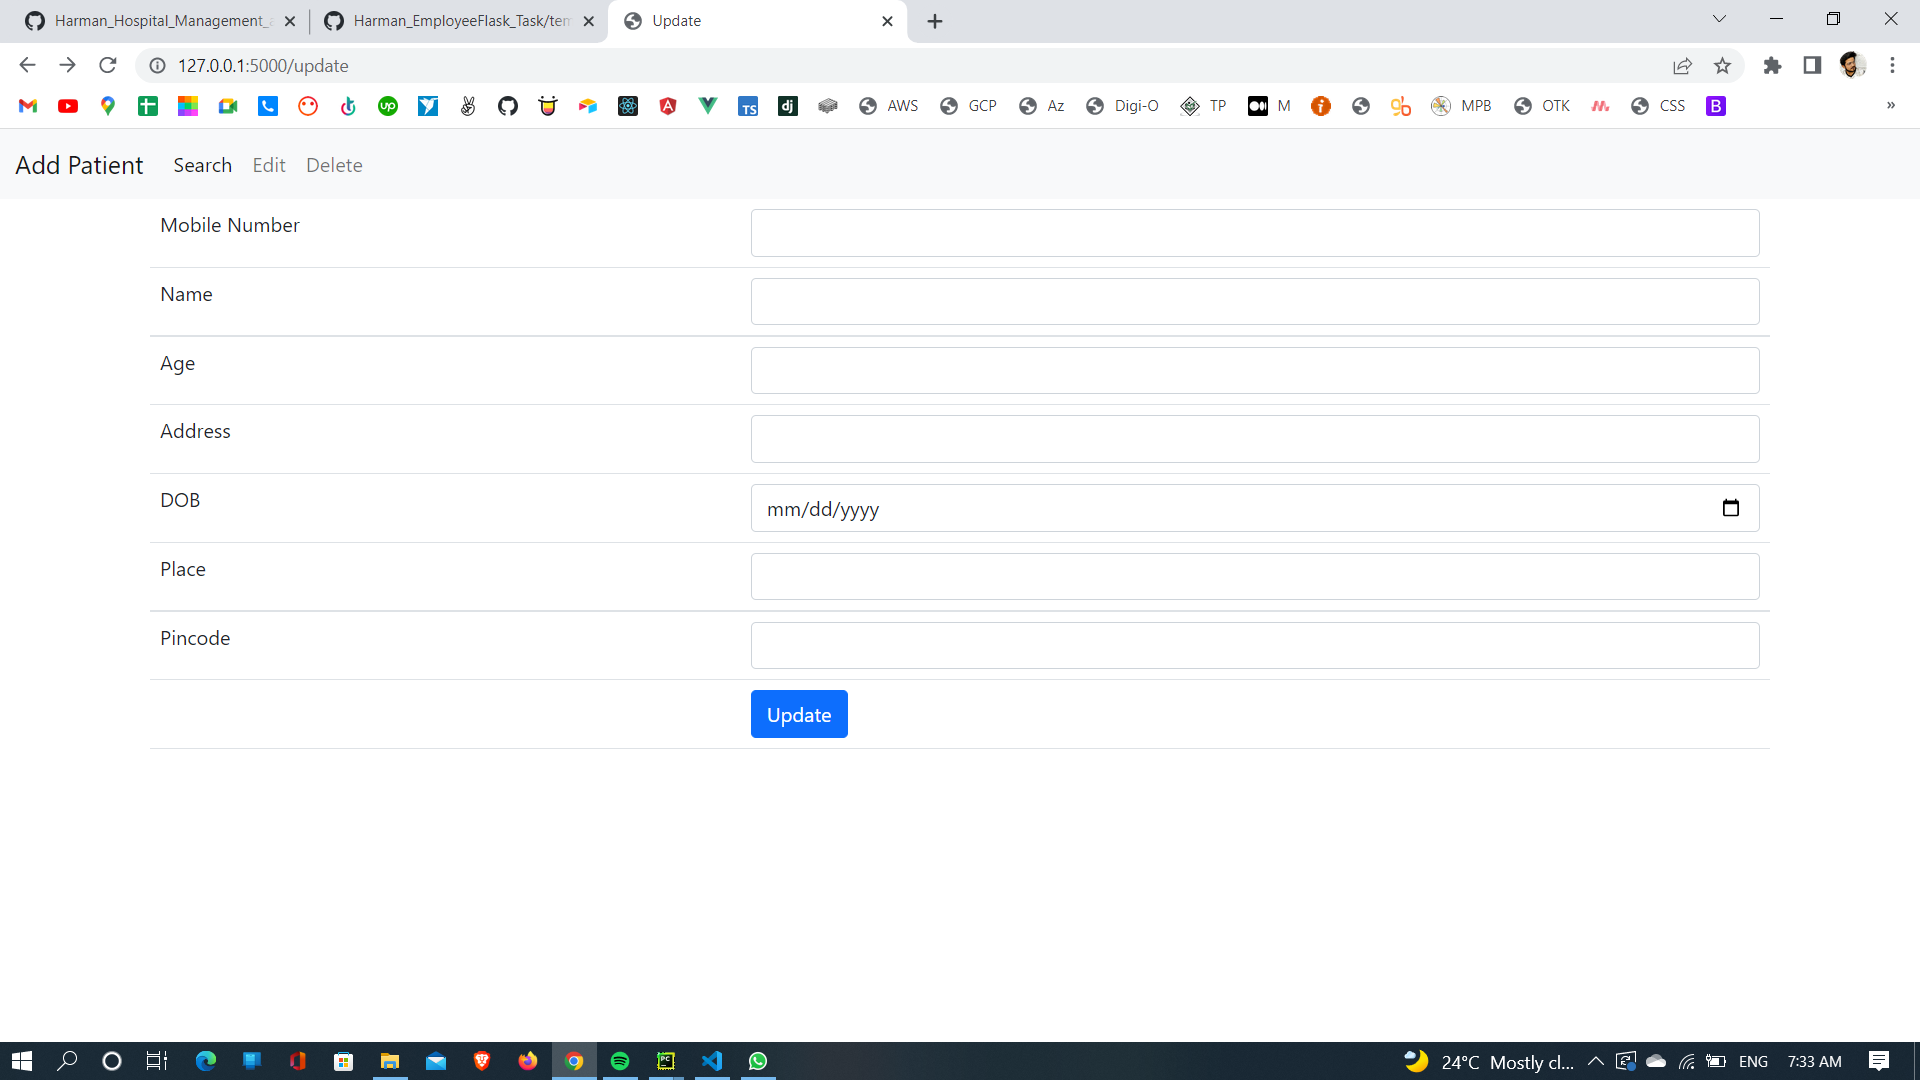 Harman_Hospital_Management_a
Harman_EmployeeFlask_Task/tem
Update
127.0.0.1:5000/update
AWS GCP Az Digi-O TP M MPB OTK CSS B
Add Patient Search Edit Delete
Mobile Number
Name
Age
Address
DOB
mm/dd/yyyy
Place
Pincode
Update
24°C Mostly cl... ENG 7:33 AM